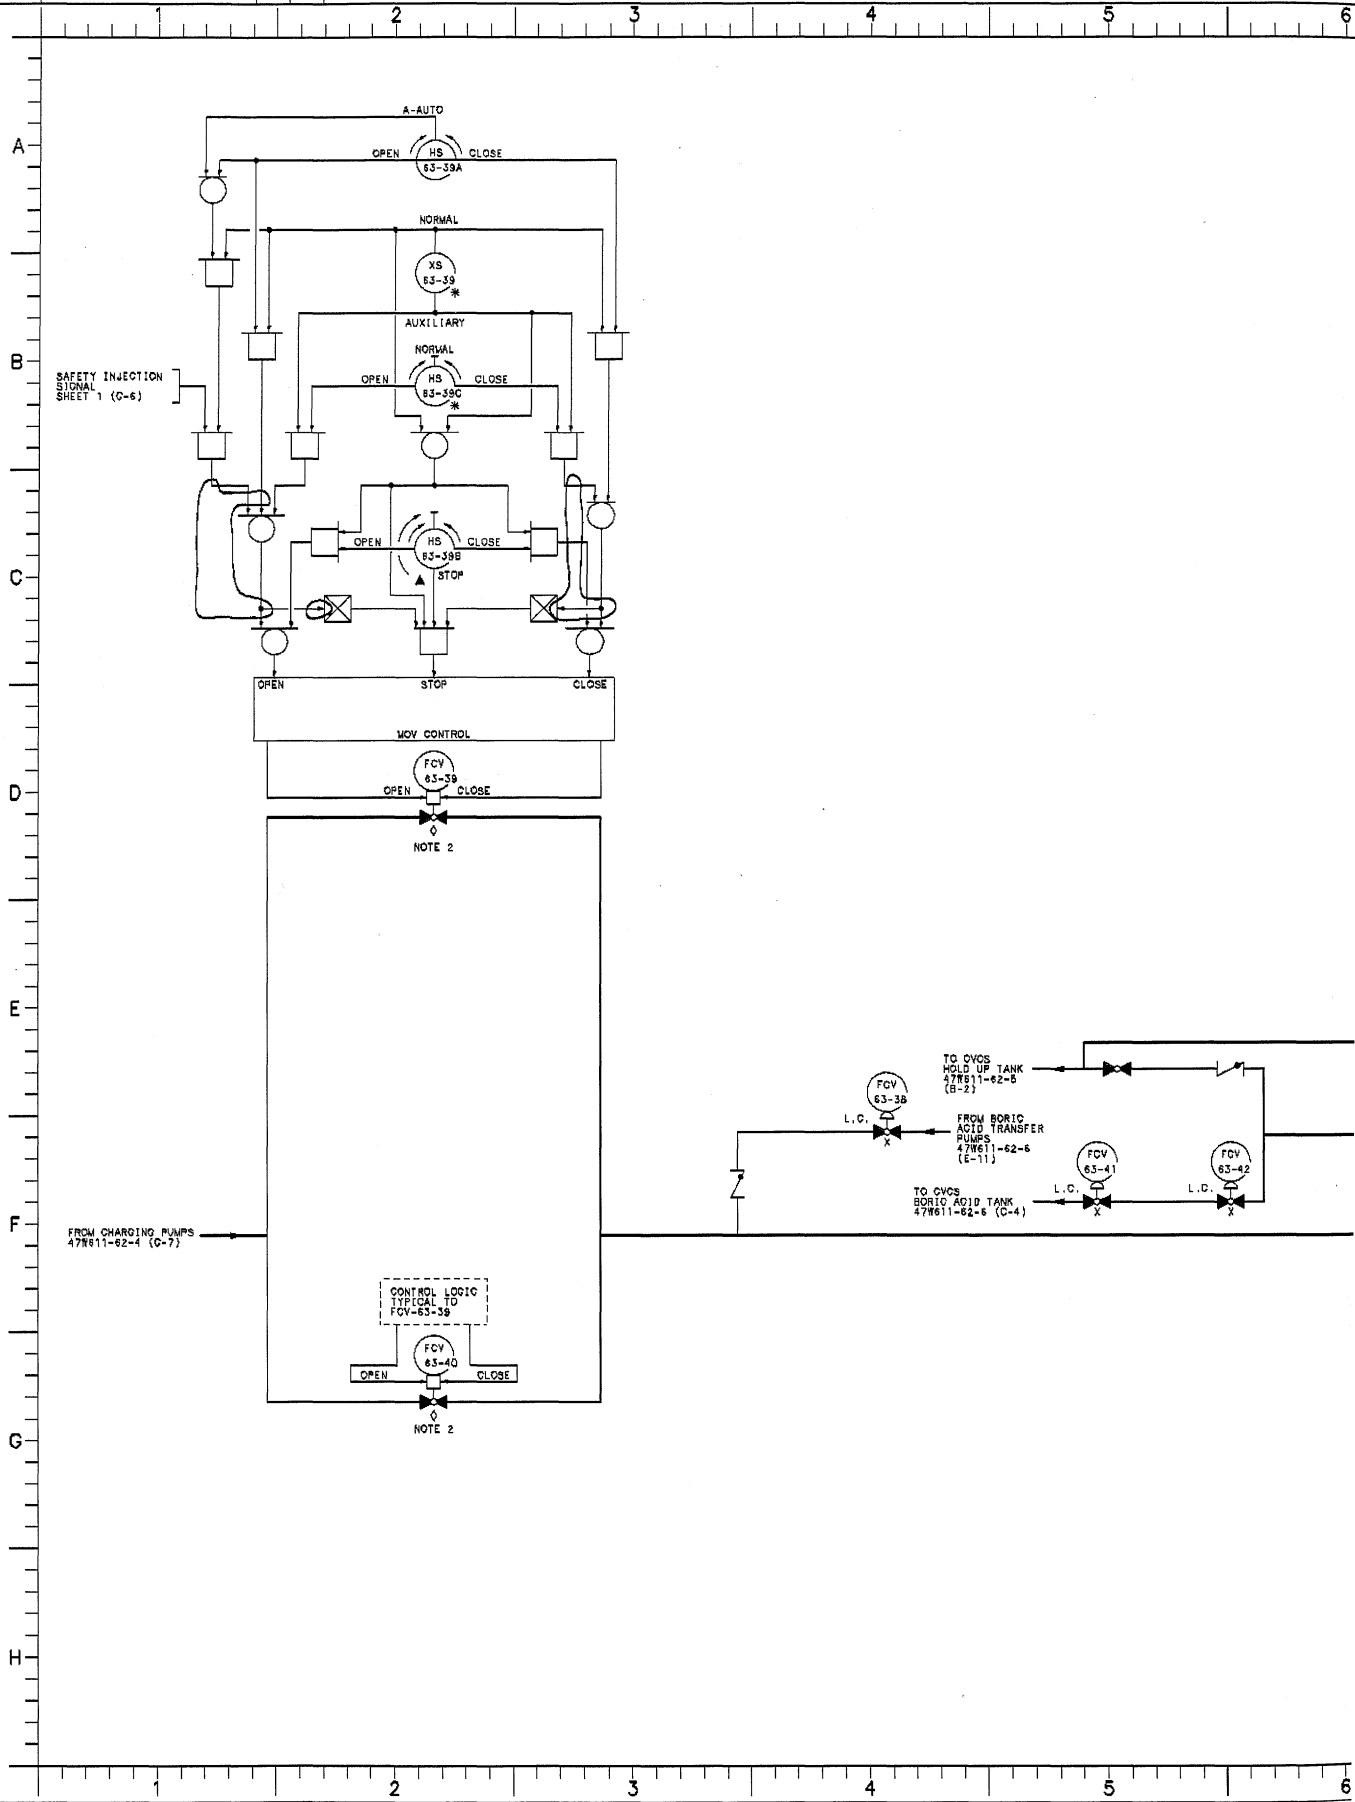 1 2 3 4 5 6
A
A-AUTO
OPEN HS CLOSE
63-39A
NORMAL
XS
63-39
*
AUXILIARY
B
NORMAL
OPEN HS CLOSE
63-39C
*
SAFETY INJECTION
SIGNAL
SHEET 1 (C-6)
C
OPEN HS CLOSE
63-39B
STOP
OPEN STOP CLOSE
MOV CONTROL
D
FCV
63-39
OPEN CLOSE
NOTE 2
E
TO CVCS
HOLD UP TANK
47W611-62-5
(B-2)
FCV
63-38
L.C.
X
FROM BORIC
ACID TRANSFER
PUMPS
47W611-62-6
(E-11)
FCV
63-41
L.C.
X
FCV
63-42
L.C.
X
TO CVCS
BORIC ACID TANK
47W611-62-6 (C-4)
F
FROM CHARGING PUMPS
47W611-62-4 (C-7)
CONTROL LOGIC
TYPICAL TO
FCV-63-39
FCV
63-40
OPEN CLOSE
NOTE 2
G
H
1 2 3 4 5 6